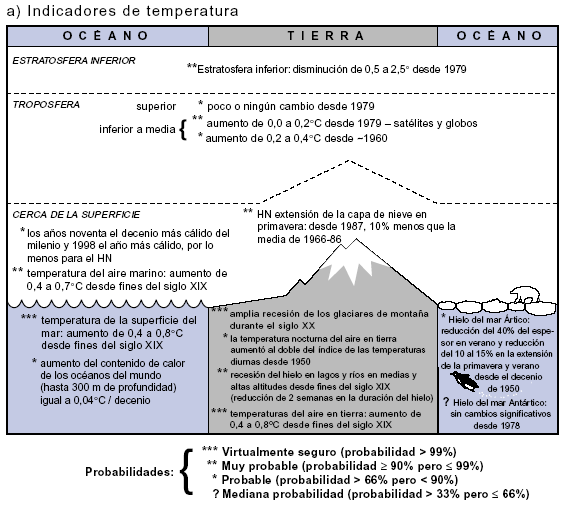 a) Indicadores de temperatura
OCÉANO
TIERRA
OCÉANO
ESTRATOSFERA INFERIOR
**Estratosfera inferior: disminución de 0,5 a 2,5° desde 1979
TROPOSFERA
superior
* poco o ningún cambio desde 1979
inferior a media
** aumento de 0,0 a 0,2°C desde 1979 – satélites y globos
* aumento de 0,2 a 0,4°C desde ~1960
CERCA DE LA SUPERFICIE
* los años noventa el decenio más cálido del
milenio y 1998 el año más cálido, por lo
menos para el HN
** temperatura del aire marino: aumento de
0,4 a 0,7°C desde fines del siglo XIX
** HN extensión de la capa de nieve en
primavera: desde 1987, 10% menos que la
media de 1966-86
*** temperatura de la superficie del
mar: aumento de 0,4 a 0,8°C
desde fines del siglo XIX
* aumento del contenido de calor
de los océanos del mundo
(hasta 300 m de profundidad)
igual a 0,04°C / decenio
*** amplia recesión de los glaciares de montaña
durante el siglo XX
* la temperatura nocturna del aire en tierra
aumentó al doble del índice de las temperaturas
diurnas desde 1950
** recesión del hielo en lagos y ríos en medias y
altas altitudes desde fines del siglo XIX
(reducción de 2 semanas en la duración del hielo)
*** temperaturas del aire en tierra: aumento de
0,4 a 0,8°C desde fines del siglo XIX
* Hielo del mar Ártico:
reducción del 40% del espe-
sor en verano y reducción
del 10 al 15% en la extensión
de la primavera y verano
desde el decenio
de 1950
? Hielo del mar Antártico:
sin cambios significativos
desde 1978
Probabilidades:
*** Virtualmente seguro (probabilidad > 99%)
** Muy probable (probabilidad ≥ 90% pero ≤ 99%)
* Probable (probabilidad > 66% pero < 90%)
? Mediana probabilidad (probabilidad > 33% pero ≤ 66%)